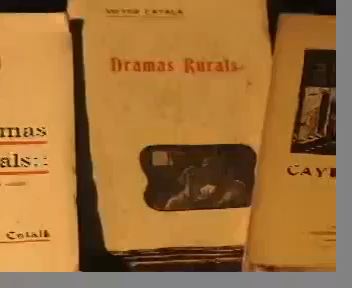 VICTOR CATALÀ
Dramas Rurals
mas
als::
Català
CAY